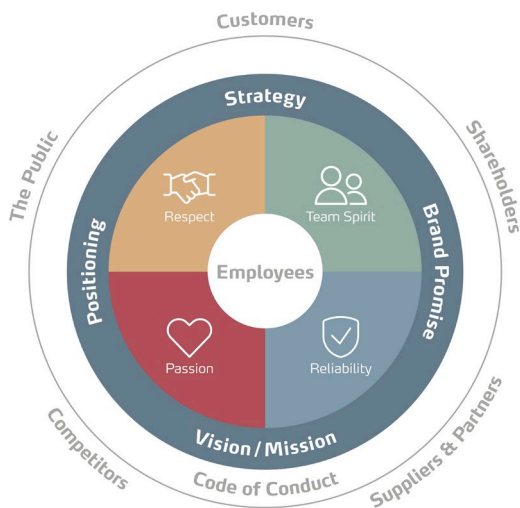 Customers
The Public
Shareholders
Strategy
Respect
Team Spirit
Positioning
Employees
Brand Promise
Passion
Reliability
Vision / Mission
Competitors
Code of Conduct
Suppliers & Partners